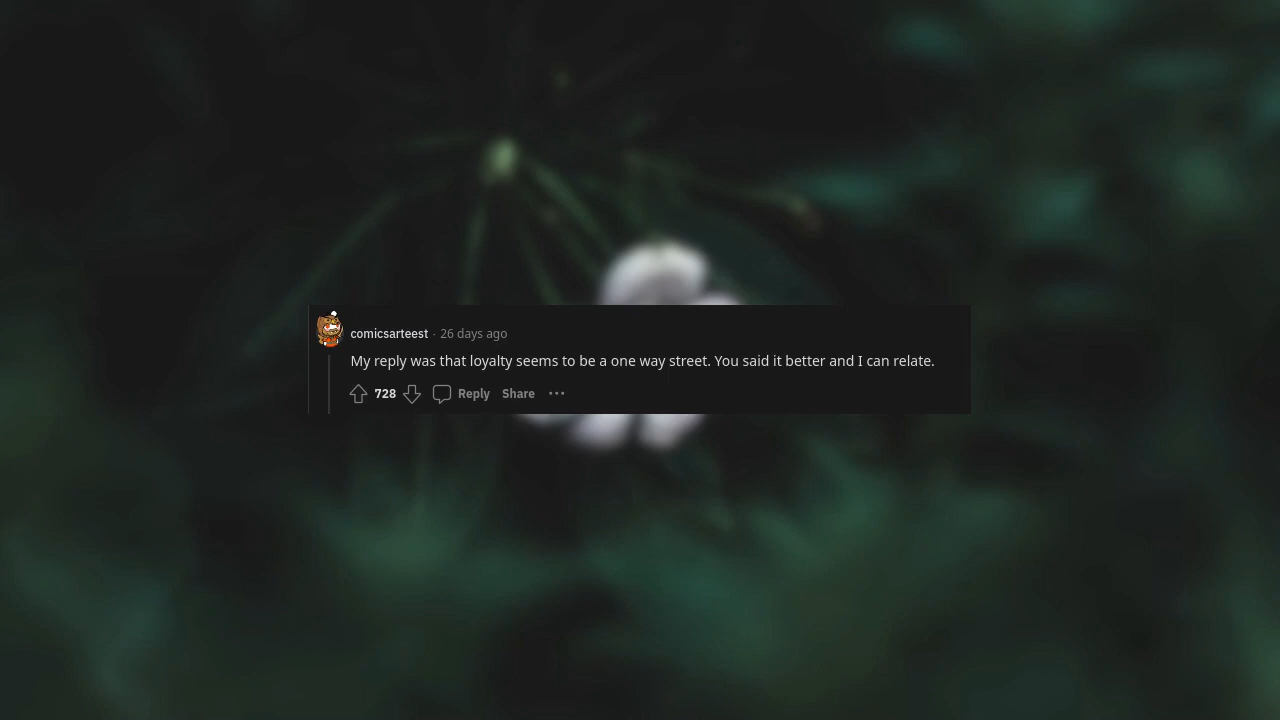 comicsarteest · 26 days ago
My reply was that loyalty seems to be a one way street. You said it better and I can relate.
728 Reply Share ···